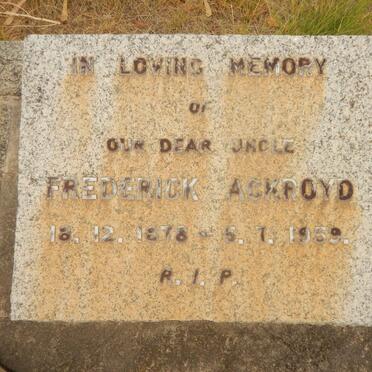 IN LOVING MEMORY
OF
OUR DEAR UNCLE
FREDERICK ACKROYD
18. 12. 1878 - 5. 7. 1959.
R. I. P.